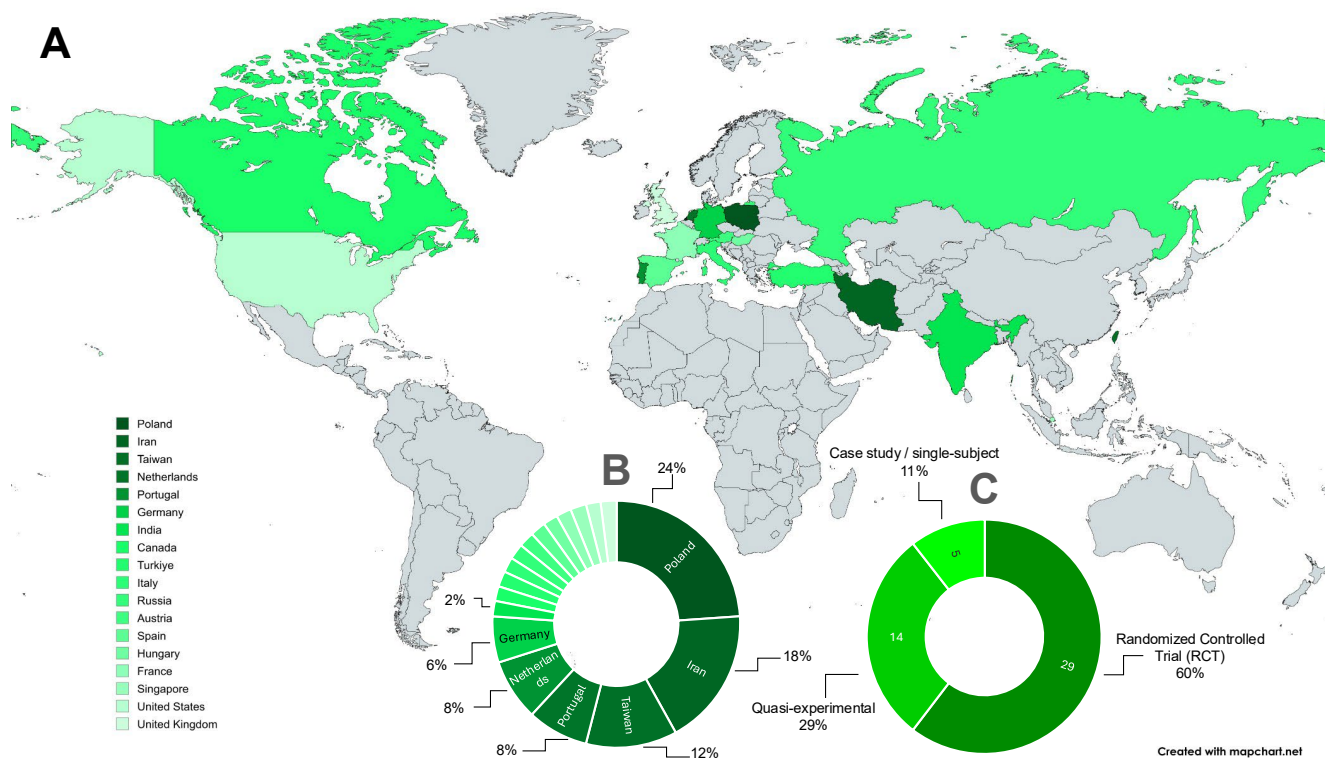 A
Poland
Iran
Taiwan
Netherlands
Portugal
Germany
India
Canada
Turkiye
Italy
Russia
Austria
Spain
Hungary
France
Singapore
United States
United Kingdom
B
24%
Poland
18%
Iran
12%
Taiwan
8%
Portugal
8%
Netherlan
ds
6%
Germany
2%
C
Case study / single-subject
11%
5
14
29
Quasi-experimental
29%
Randomized Controlled
Trial (RCT)
60%
Created with mapchart.net